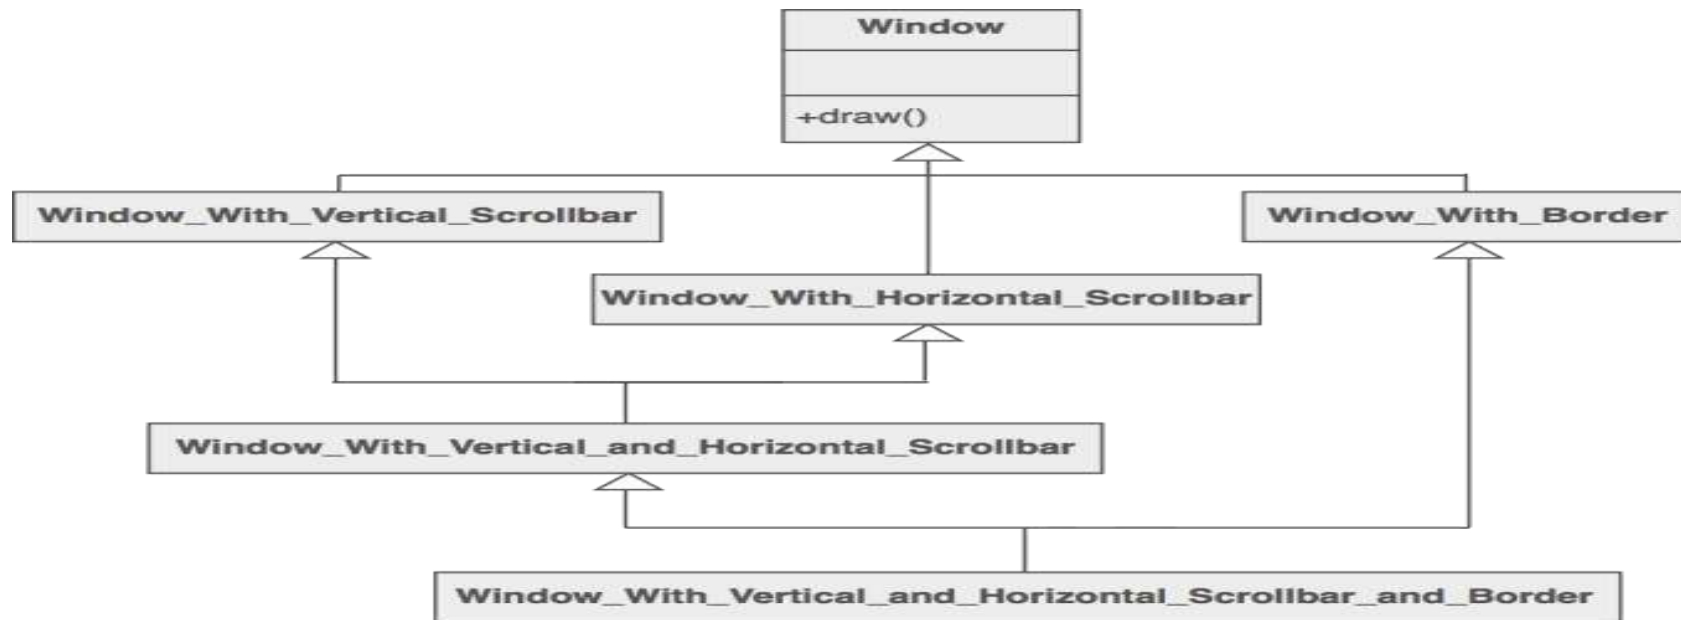 Window
+draw()
Window_With_Vertical_Scrollbar
Window_With_Border
Window_With_Horizontal_Scrollbar
Window_With_Vertical_and_Horizontal_Scrollbar
Window_With_Vertical_and_Horizontal_Scrollbar_and_Border